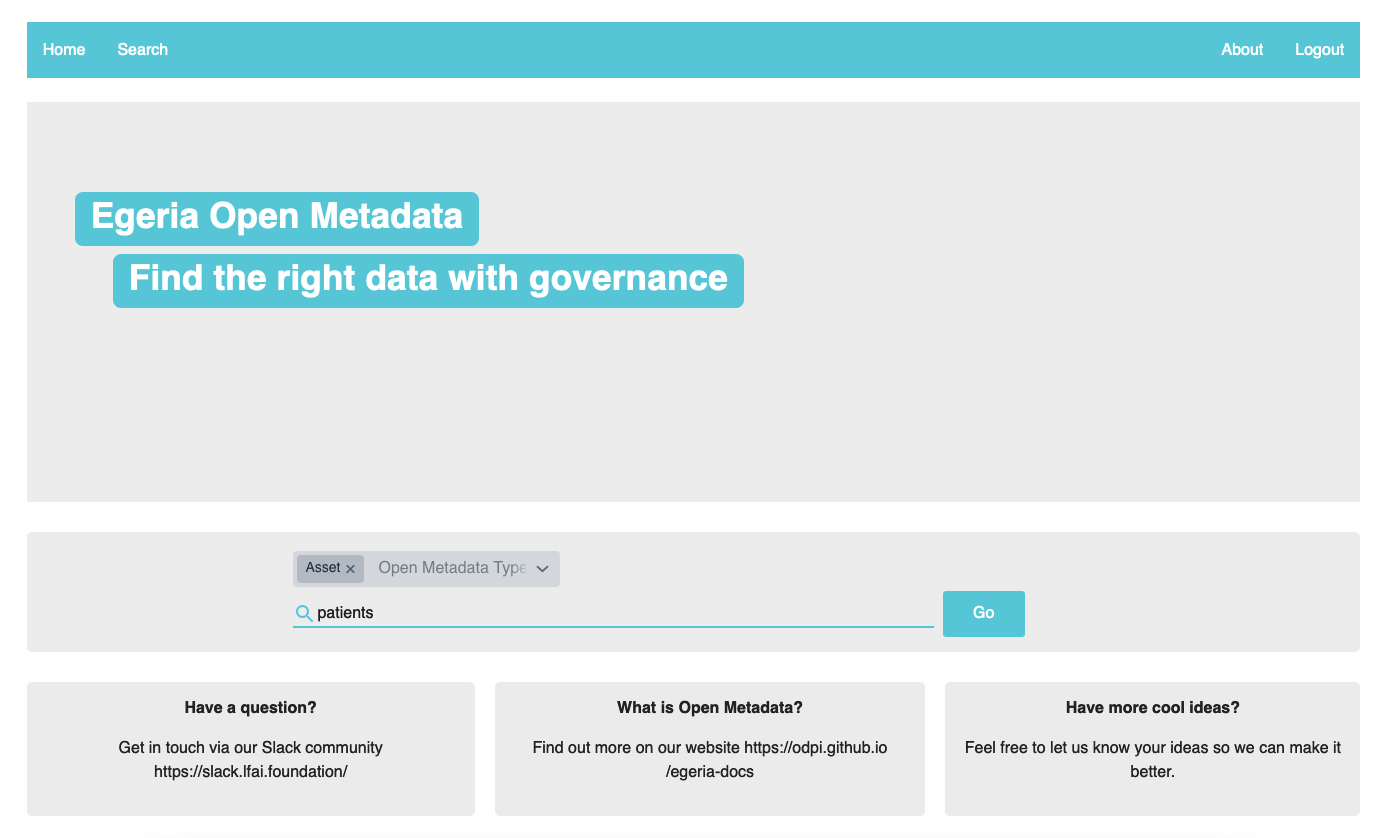 Home Search About Logout
Egeria Open Metadata
Find the right data with governance
Asset × Open Metadata Type
patients
Go
Have a question?
Get in touch via our Slack community
https://slack.lfai.foundation/
What is Open Metadata?
Find out more on our website https://odpi.github.io
/egeria-docs
Have more cool ideas?
Feel free to let us know your ideas so we can make it
better.